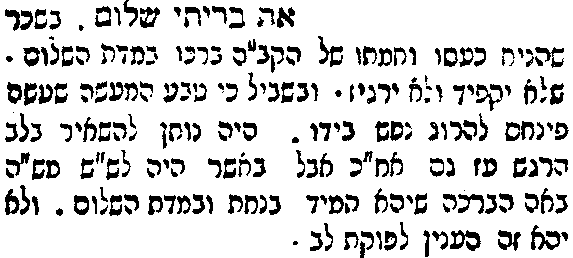 את בריתי שלום. בשכר
שהניח כעסו וחמתו של הקב"ה ברכו במדת השלום.
שלא יקפיד ולא ירגיז. ובשביל כי טבע המעשה שעשה
פינחס להרוג נפש בידו. היה נותן להשאיר בלב
הרגש עז גם אח"כ אבל באשר היה לש"ש מש"ה
באה הברכה שיהא תמיד בנחת ובמדת השלום. ולא
יהא זה הענין לפוקת לב.